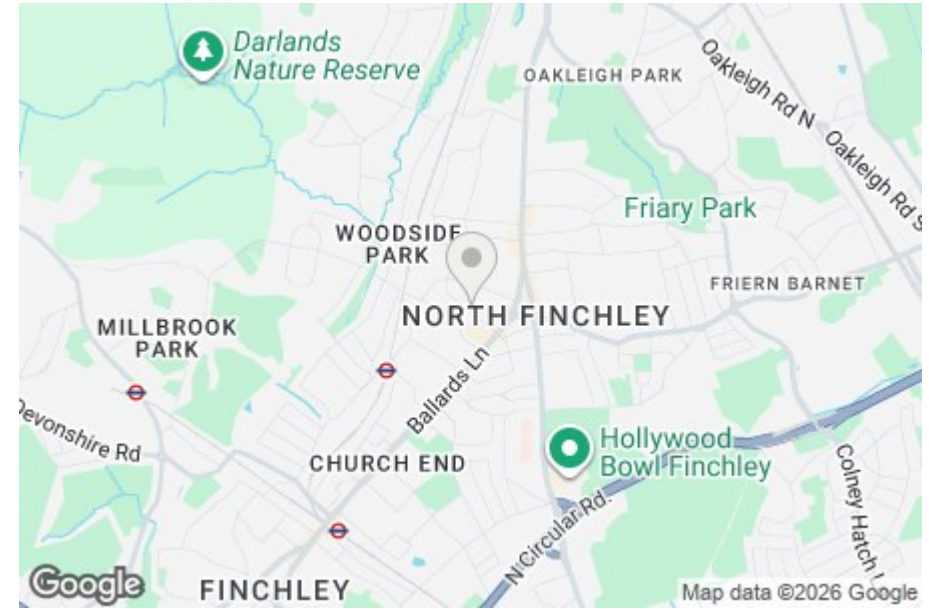 Darlands
Nature Reserve
OAKLEIGH PARK
Oakleigh Rd N
Oakleigh Rd S
Friary Park
WOODSIDE
PARK
FRIERN BARNET
NORTH FINCHLEY
MILLBROOK
PARK
Ballards Ln
Devonshire Rd
Hollywood
Bowl Finchley
CHURCH END
Colney Hatch L
N Circular Rd.
FINCHLEY
Google
Map data ©2026 Google